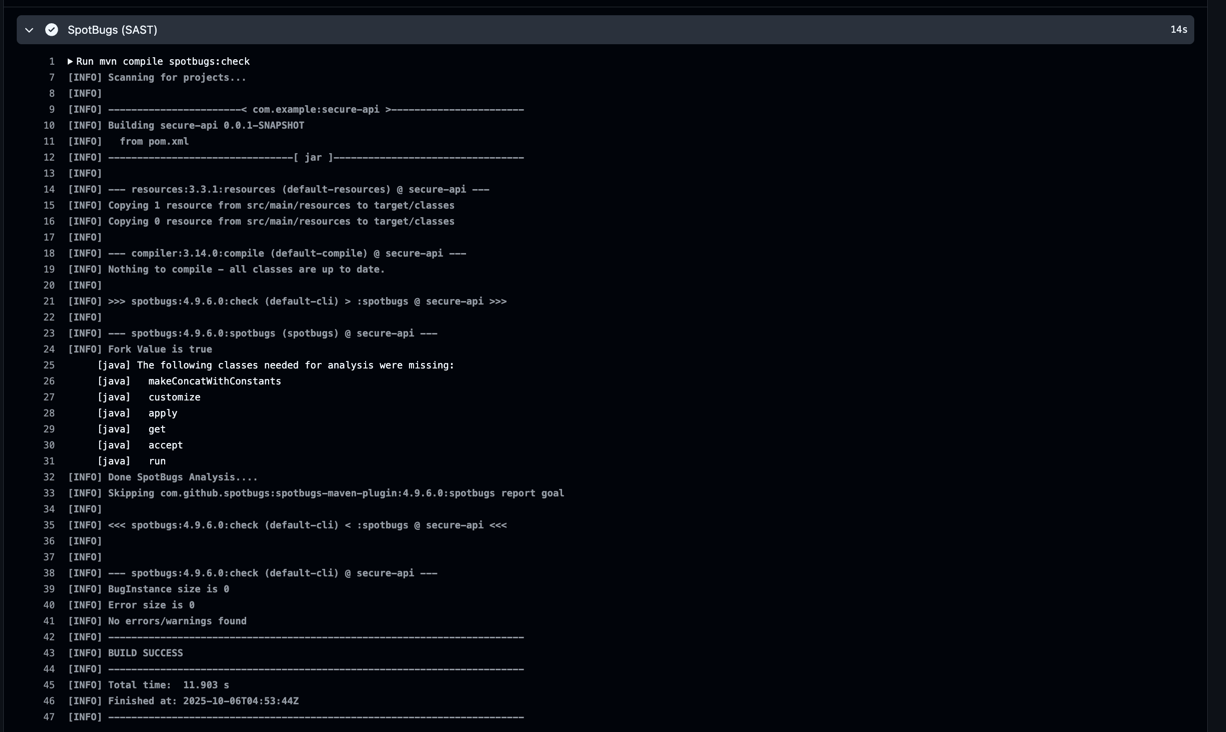 SpotBugs (SAST) 14s
1 Run mvn compile spotbugs:check
7 [INFO] Scanning for projects...
8 [INFO]
9 [INFO] -----------------------< com.example:secure-api >-----------------------
10 [INFO] Building secure-api 0.0.1-SNAPSHOT
11 [INFO]   from pom.xml
12 [INFO] --------------------------------[ jar ]---------------------------------
13 [INFO]
14 [INFO] --- resources:3.3.1:resources (default-resources) @ secure-api ---
15 [INFO] Copying 1 resource from src/main/resources to target/classes
16 [INFO] Copying 0 resource from src/main/resources to target/classes
17 [INFO]
18 [INFO] --- compiler:3.14.0:compile (default-compile) @ secure-api ---
19 [INFO] Nothing to compile - all classes are up to date.
20 [INFO]
21 [INFO] >>> spotbugs:4.9.6.0:check (default-cli) > :spotbugs @ secure-api >>>
22 [INFO]
23 [INFO] --- spotbugs:4.9.6.0:spotbugs (spotbugs) @ secure-api ---
24 [INFO] Fork Value is true
25      [java] The following classes needed for analysis were missing:
26      [java]   makeConcatWithConstants
27      [java]   customize
28      [java]   apply
29      [java]   get
30      [java]   accept
31      [java]   run
32 [INFO] Done SpotBugs Analysis....
33 [INFO] Skipping com.github.spotbugs:spotbugs-maven-plugin:4.9.6.0:spotbugs report goal
34 [INFO]
35 [INFO] <<< spotbugs:4.9.6.0:check (default-cli) < :spotbugs @ secure-api <<<
36 [INFO]
37 [INFO]
38 [INFO] --- spotbugs:4.9.6.0:check (default-cli) @ secure-api ---
39 [INFO] BugInstance size is 0
40 [INFO] Error size is 0
41 [INFO] No errors/warnings found
42 [INFO] ------------------------------------------------------------------------
43 [INFO] BUILD SUCCESS
44 [INFO] ------------------------------------------------------------------------
45 [INFO] Total time:  11.903 s
46 [INFO] Finished at: 2025-10-06T04:53:44Z
47 [INFO] ------------------------------------------------------------------------